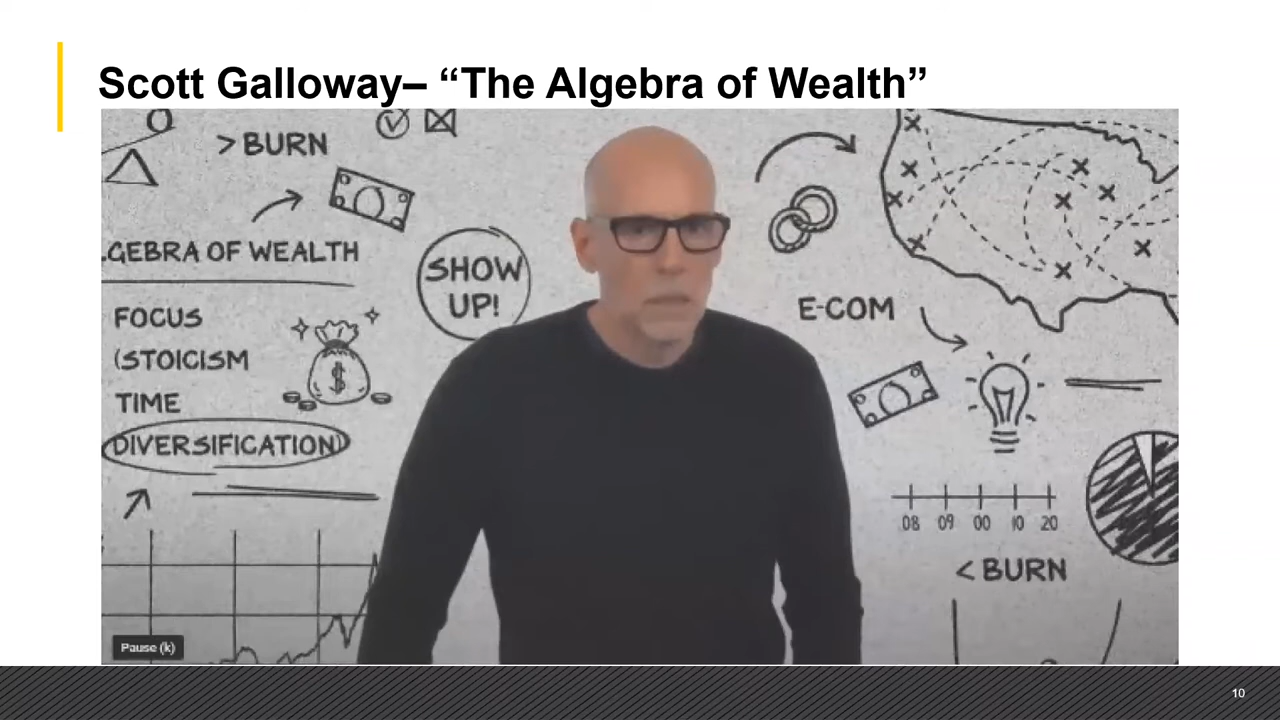 Scott Galloway– “The Algebra of Wealth”
> BURN
GEBRA OF WEALTH
SHOW
UP!
FOCUS
(STOICISM
TIME
DIVERSIFICATION)
E-COM
08 09 00 10 20
< BURN
Pause (k)
10